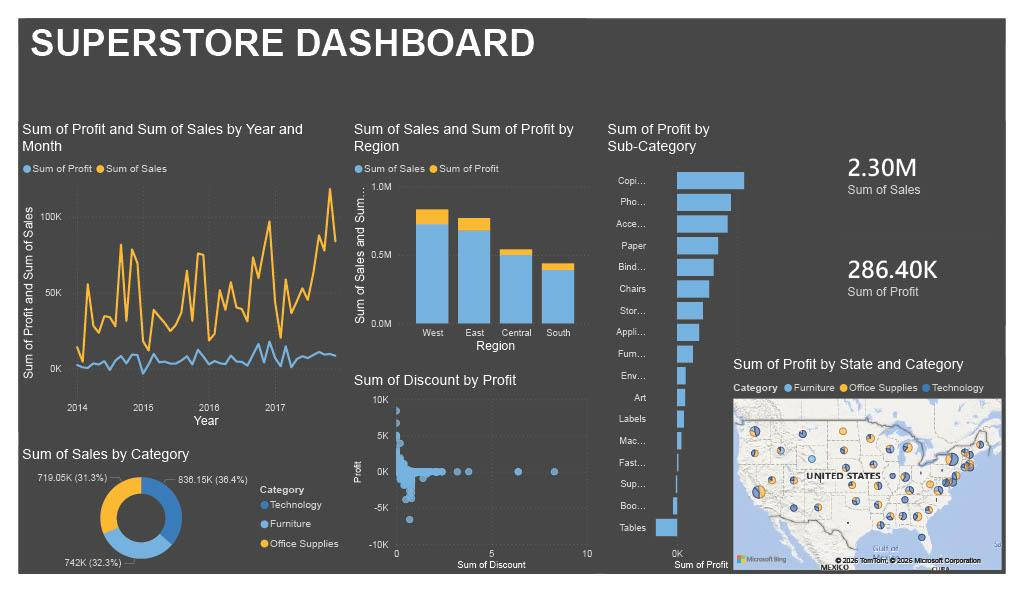 SUPERSTORE DASHBOARD
Sum of Profit and Sum of Sales by Year and
Month
Sum of Profit Sum of Sales
Sum of Profit and Sum of Sales
100K
50K
0K
2014 2015 2016 2017
Year
Sum of Sales by Category
719.05K (31.3%)
836.15K (36.4%)
742K (32.3%)
Category
Technology
Furniture
Office Supplies
Sum of Sales and Sum of Profit by
Region
Sum of Sales Sum of Profit
Sum of Sales and Sum…
1.0M
0.5M
0.0M
West East Central South
Region
Sum of Discount by Profit
Profit
10K
5K
0K
-5K
-10K
0 5 10
Sum of Discount
Sum of Profit by
Sub-Category
Copi…
Pho…
Acce…
Paper
Bind…
Chairs
Stor…
Appli…
Furn…
Env…
Art
Labels
Mac…
Fast…
Sup…
Boo…
Tables
0K
Sum of Profit
2.30M
Sum of Sales
286.40K
Sum of Profit
Sum of Profit by State and Category
Category Furniture Office Supplies Technology
UNITED STATES
Gulf of
MEXICO
CUBA
Microsoft Bing
© 2026 TomTom, © 2026 Microsoft Corporation